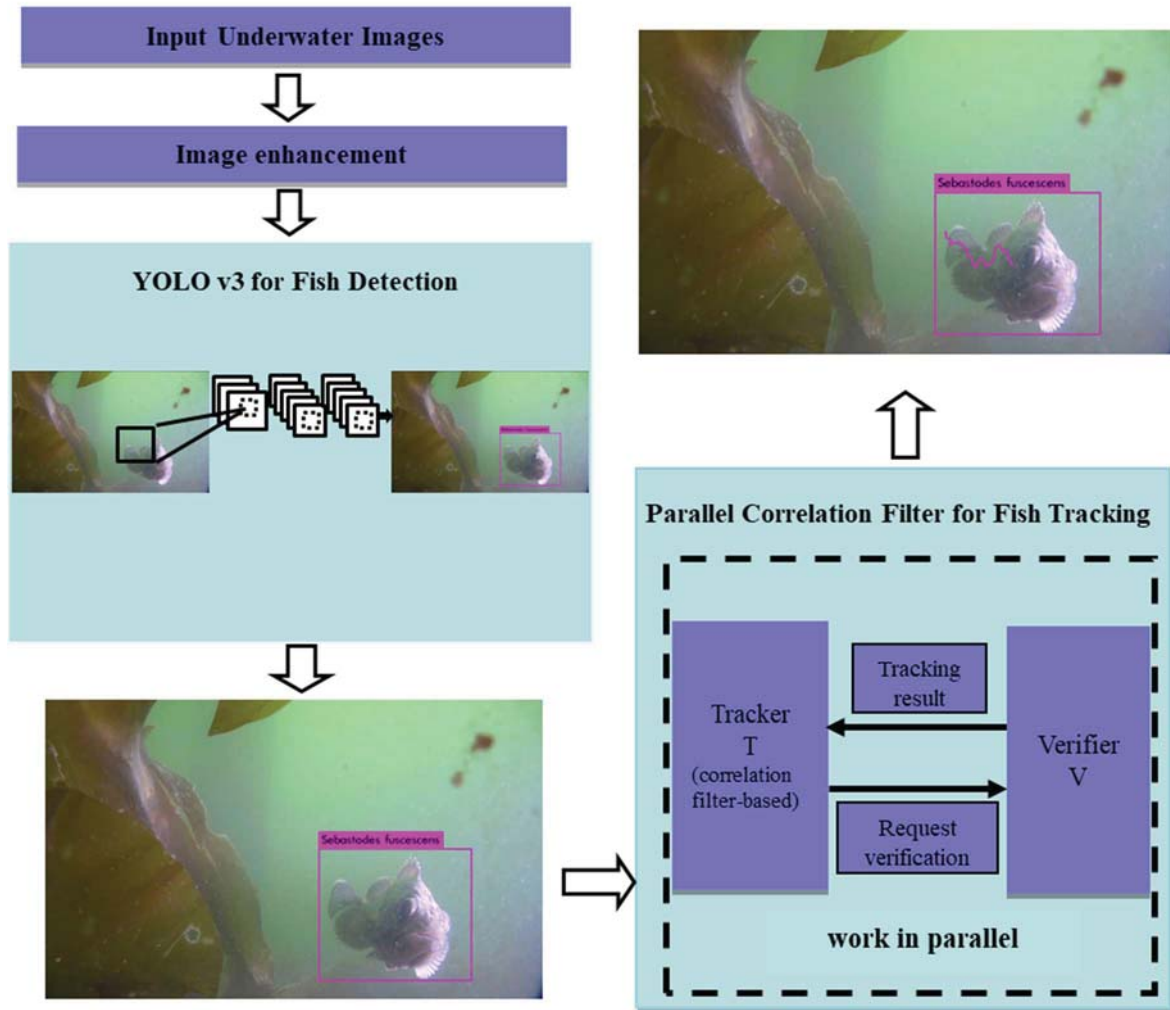 Input Underwater Images
Image enhancement
YOLO v3 for Fish Detection
Sebastodes fuscescens
Parallel Correlation Filter for Fish Tracking
Tracker
T
(correlation
filter-based)
Tracking
result
Request
verification
Verifier
V
work in parallel
Sebastodes fuscescens